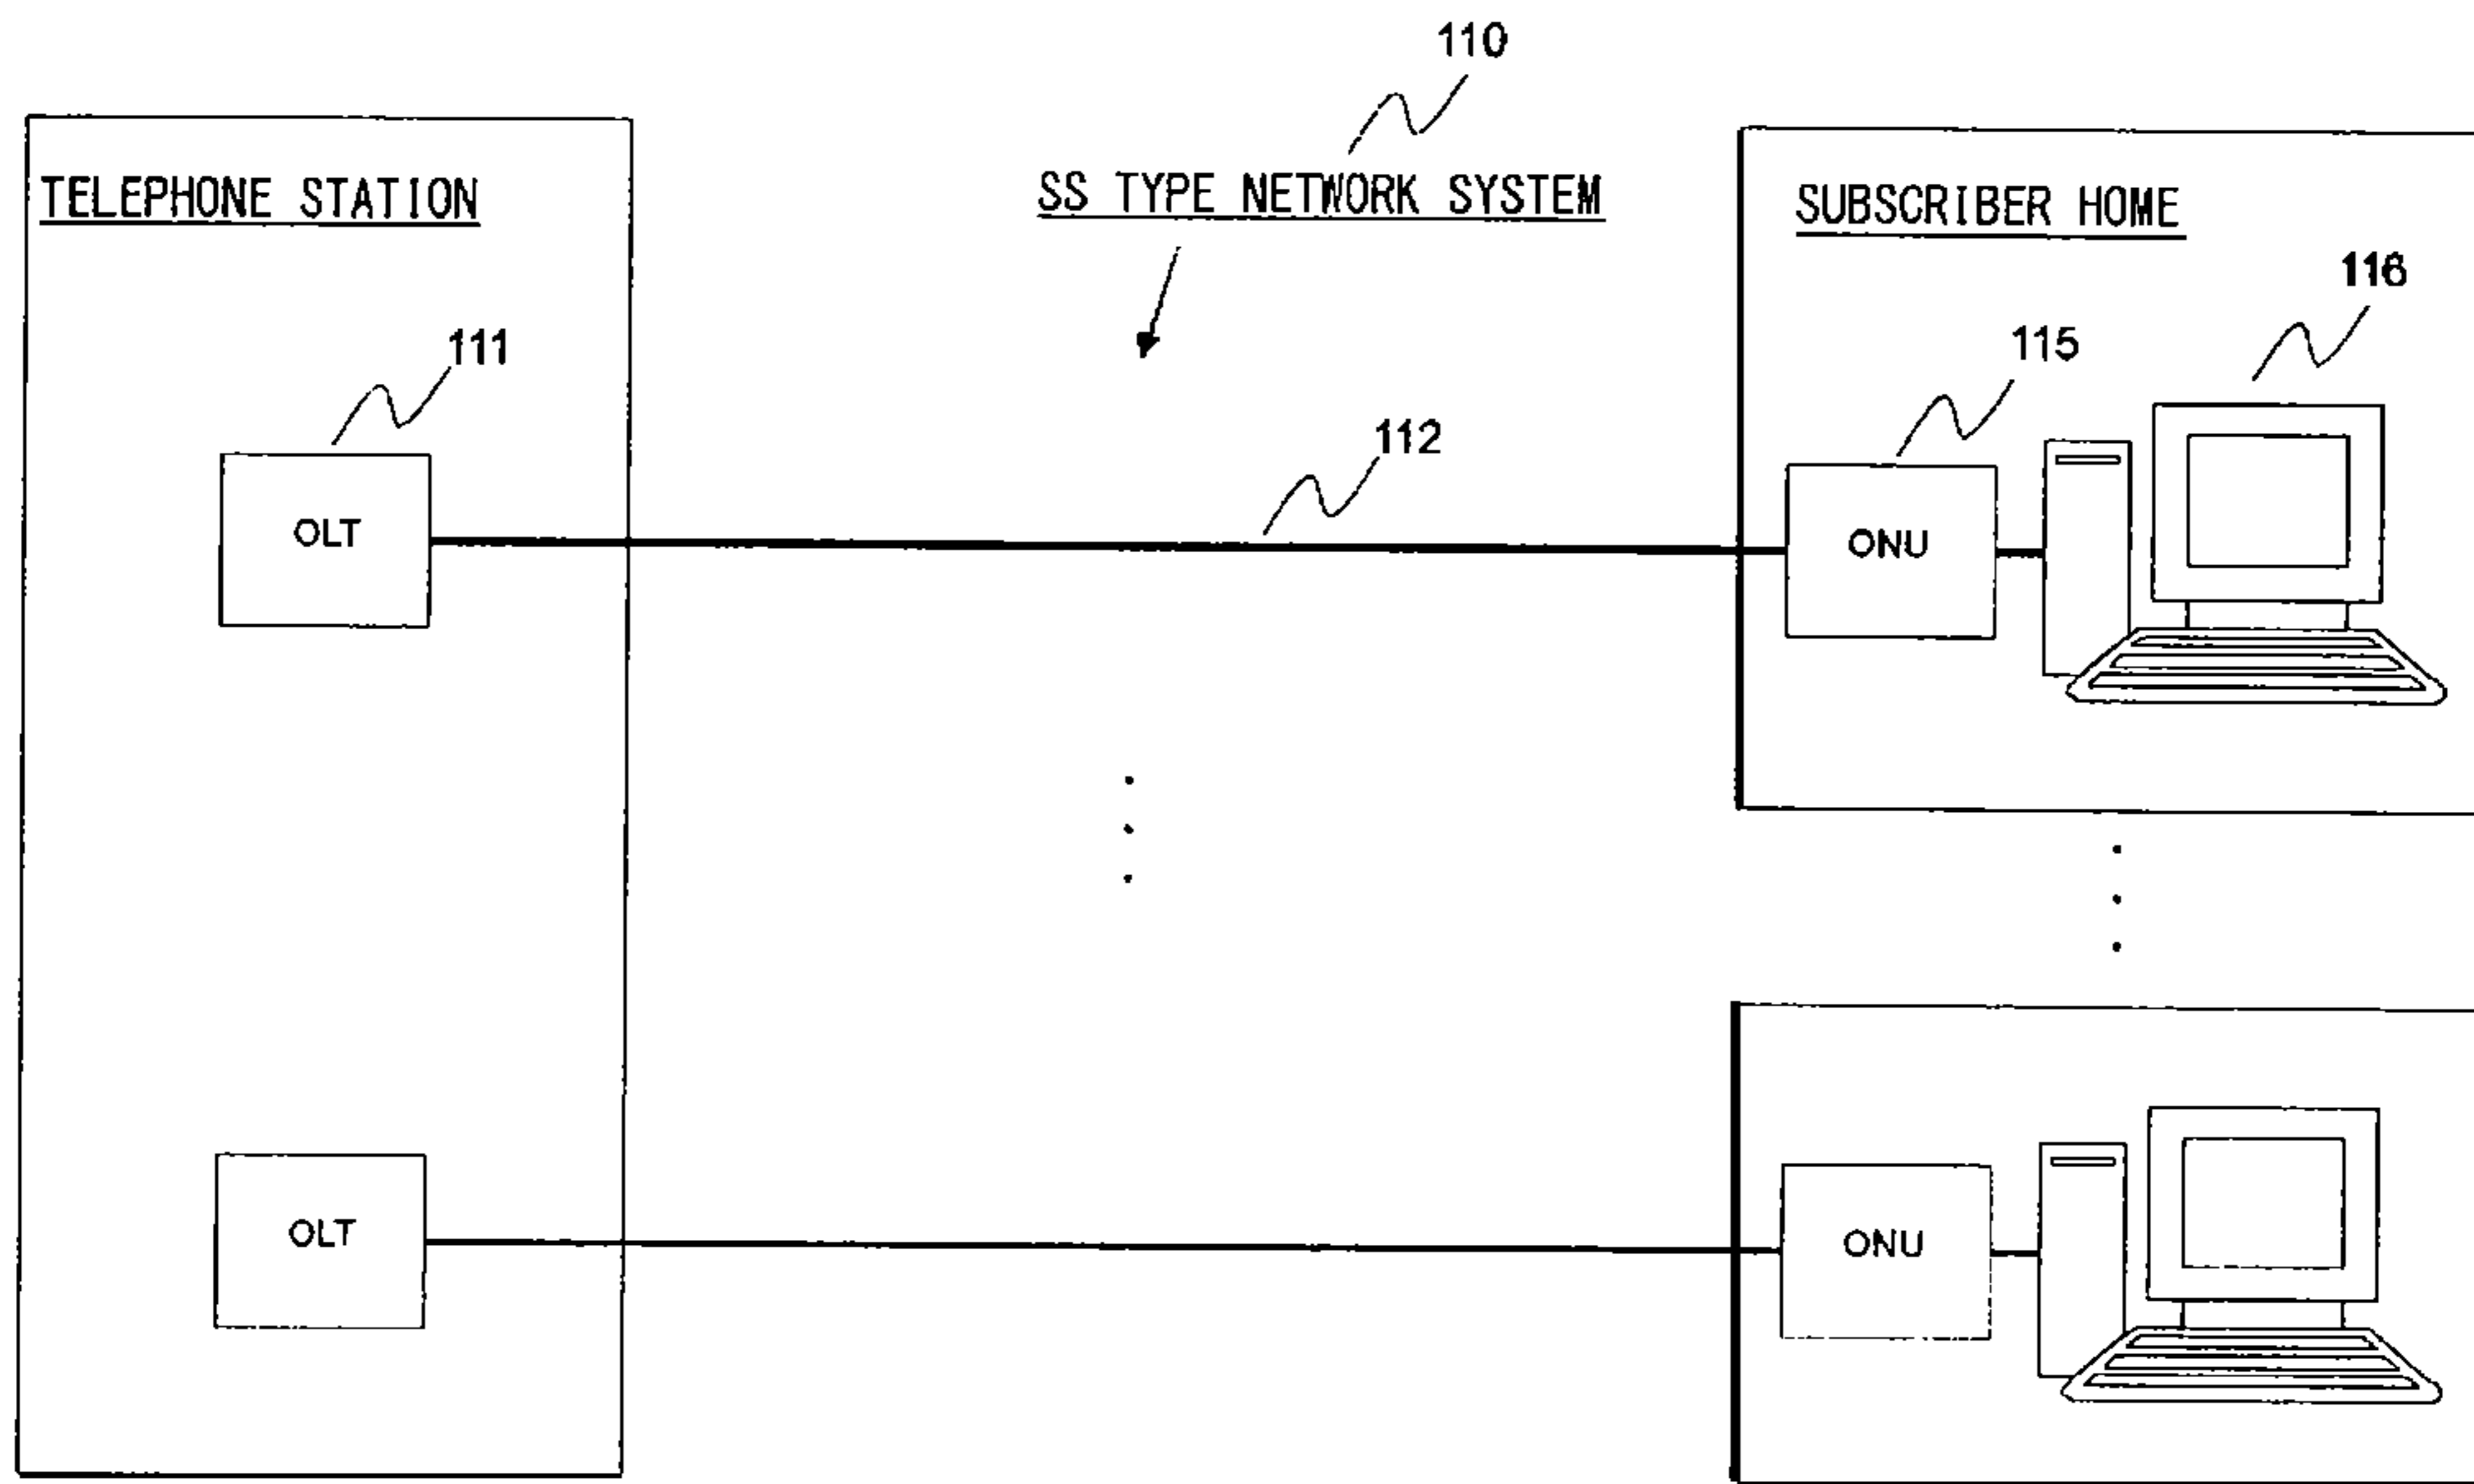 110
TELEPHONE STATION
SS TYPE NETWORK SYSTEM
SUBSCRIBER HOME
116
111
115
112
OLT
ONU
OLT
ONU